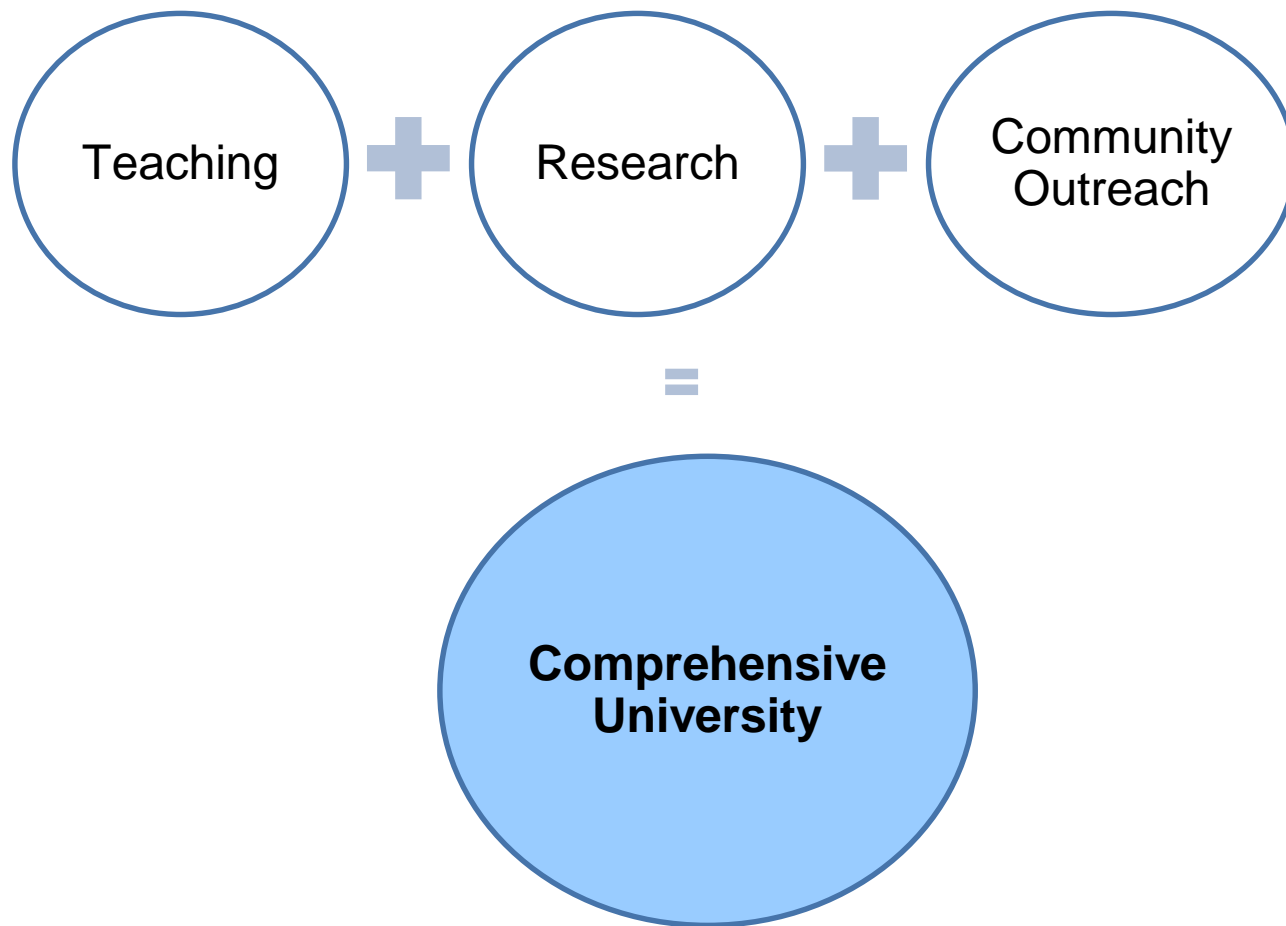 Teaching
Research
Community
Outreach
Comprehensive
University